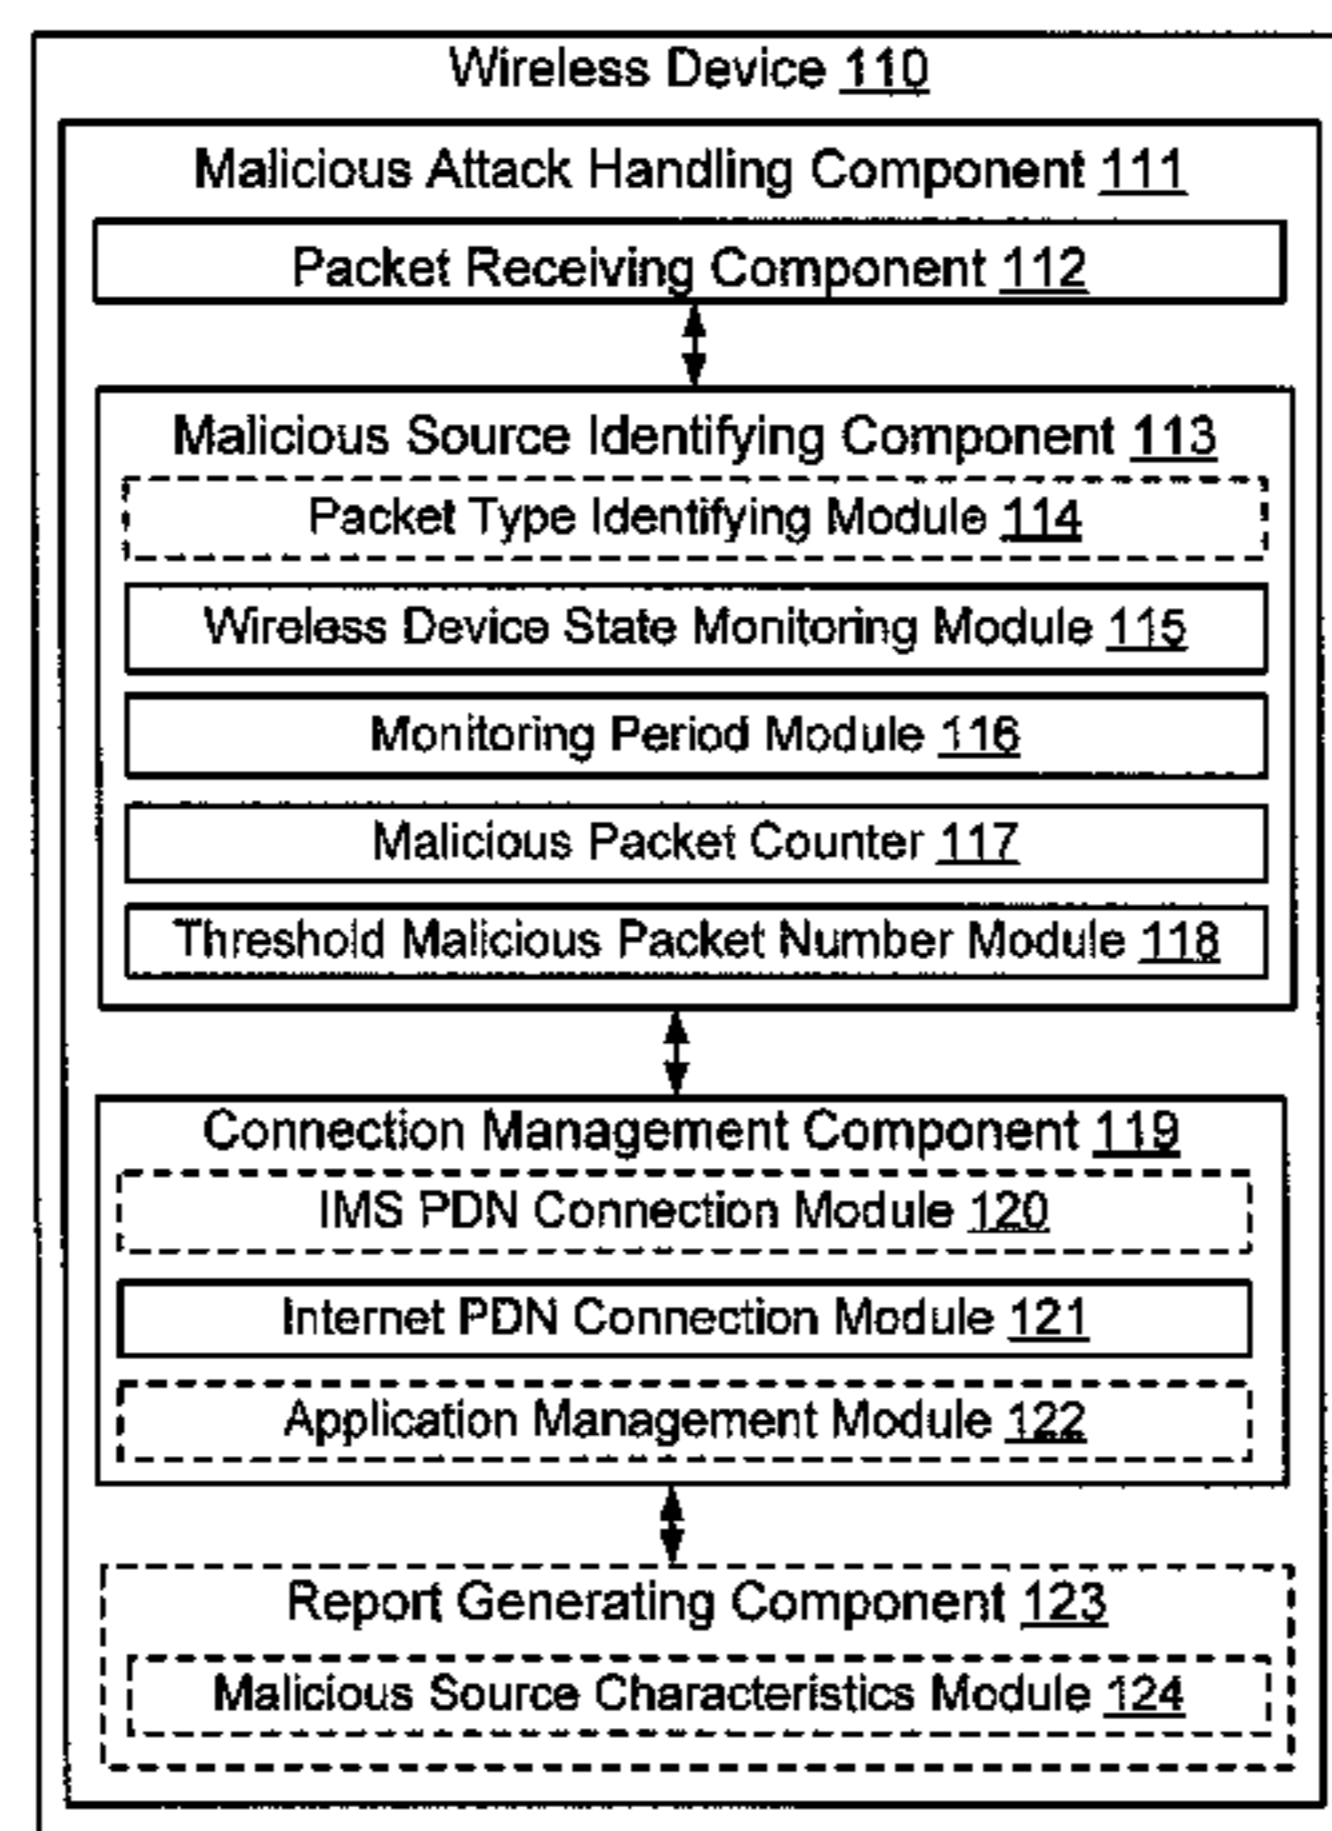 Wireless Device 110
Malicious Attack Handling Component 111
Packet Receiving Component 112
Malicious Source Identifying Component 113
Packet Type Identifying Module 114
Wireless Device State Monitoring Module 115
Monitoring Period Module 116
Malicious Packet Counter 117
Threshold Malicious Packet Number Module 118
Connection Management Component 119
IMS PDN Connection Module 120
Internet PDN Connection Module 121
Application Management Module 122
Report Generating Component 123
Malicious Source Characteristics Module 124